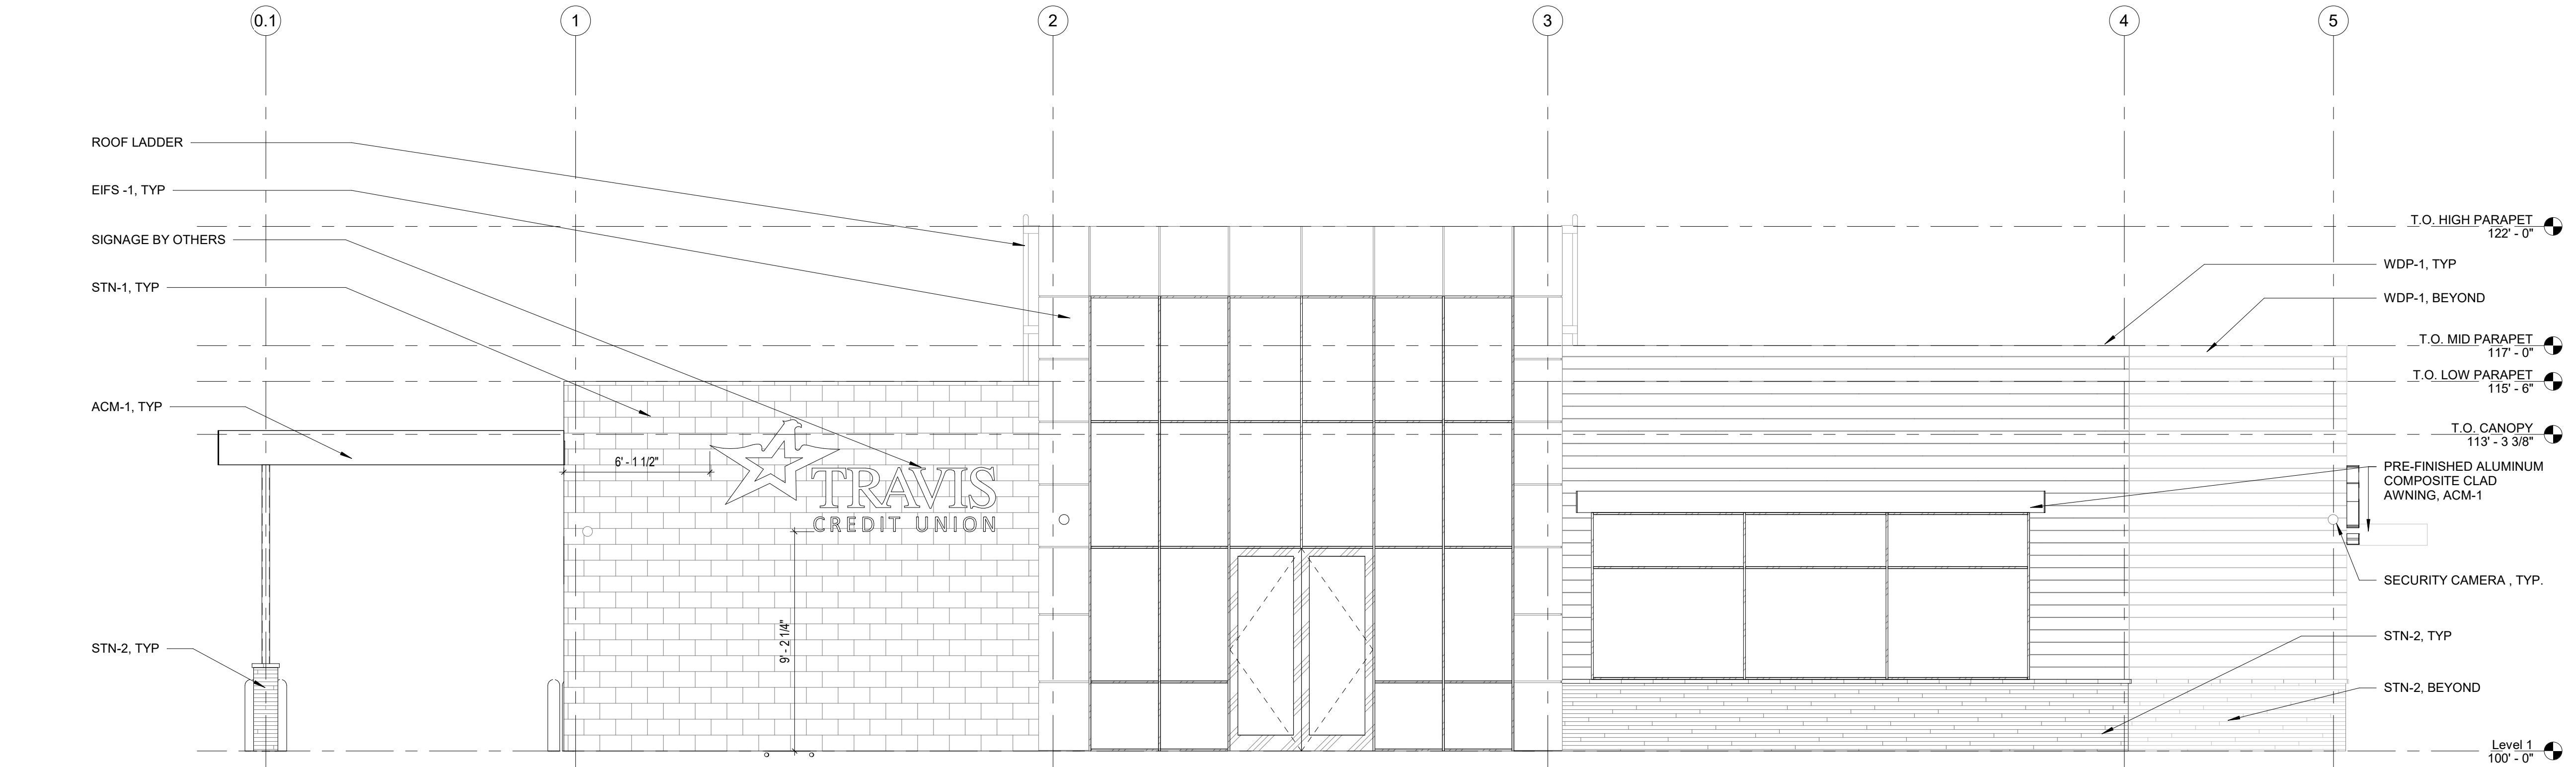 0.1
1
2
3
4
5
ROOF LADDER
EIFS -1, TYP
SIGNAGE BY OTHERS
STN-1, TYP
ACM-1, TYP
STN-2, TYP
6' - 1 1/2"
TRAVIS
CREDIT UNION
9' - 2 1/4"
T.O. HIGH PARAPET
122' - 0"
WDP-1, TYP
WDP-1, BEYOND
T.O. MID PARAPET
117' - 0"
T.O. LOW PARAPET
115' - 6"
T.O. CANOPY
113' - 3 3/8"
PRE-FINISHED ALUMINUM
COMPOSITE CLAD
AWNING, ACM-1
SECURITY CAMERA , TYP.
STN-2, TYP
STN-2, BEYOND
Level 1
100' - 0"